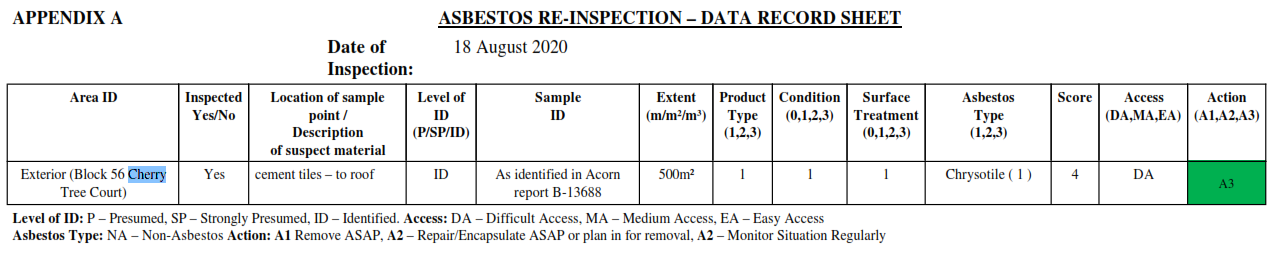 APPENDIX A
ASBESTOS RE-INSPECTION – DATA RECORD SHEET
Date of Inspection:
18 August 2020
Area ID
Inspected Yes/No
Location of sample point / Description of suspect material
Level of ID (P/SP/ID)
Sample ID
Extent (m/m²/m³)
Product Type (1,2,3)
Condition (0,1,2,3)
Surface Treatment (0,1,2,3)
Asbestos Type (1,2,3)
Score
Access (DA,MA,EA)
Action (A1,A2,A3)
Exterior (Block 56 Cherry Tree Court)
Yes
cement tiles – to roof
ID
As identified in Acorn report B-13688
500m²
1
1
1
Chrysotile ( 1 )
4
DA
A3
Level of ID: P – Presumed, SP – Strongly Presumed, ID – Identified. Access: DA – Difficult Access, MA – Medium Access, EA – Easy Access
Asbestos Type: NA – Non-Asbestos Action: A1 Remove ASAP, A2 – Repair/Encapsulate ASAP or plan in for removal, A2 – Monitor Situation Regularly